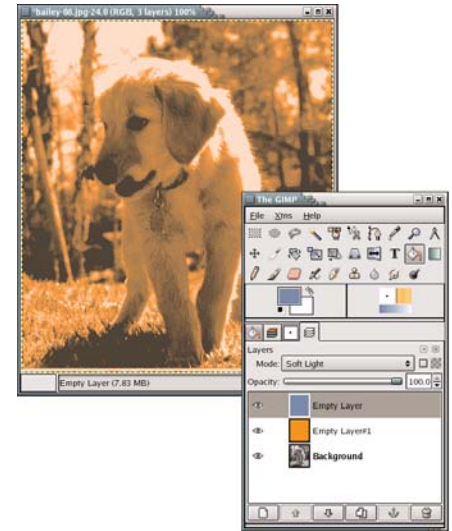 *bailey-06.jpg-24.0 (RGB, 3 layers) 100%
Empty Layer (7.83 MB)
The GIMP
File Xtns Help
T
Layers
Mode: Soft Light
Opacity: 100.0
Empty Layer
Empty Layer#1
Background